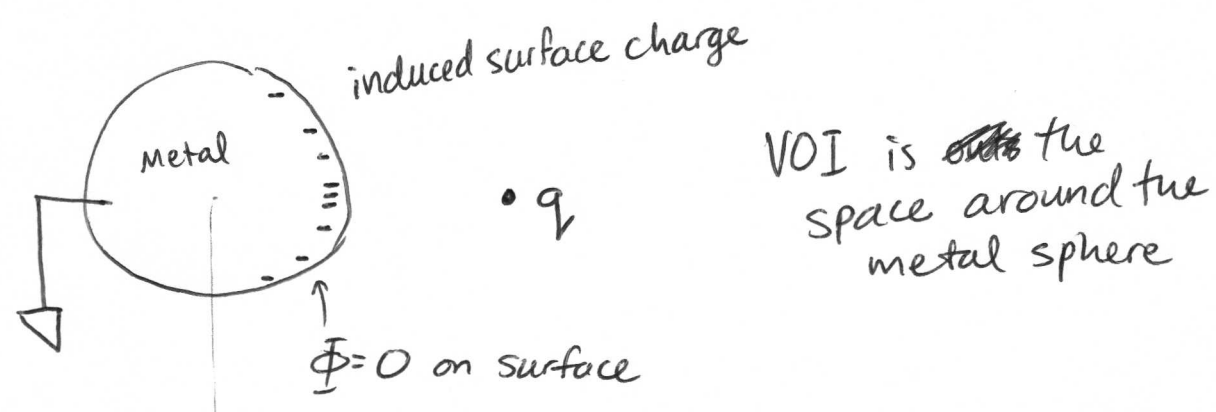 induced surface charge
Metal
• q
VOI is the
space around the
metal sphere
Φ=0 on surface